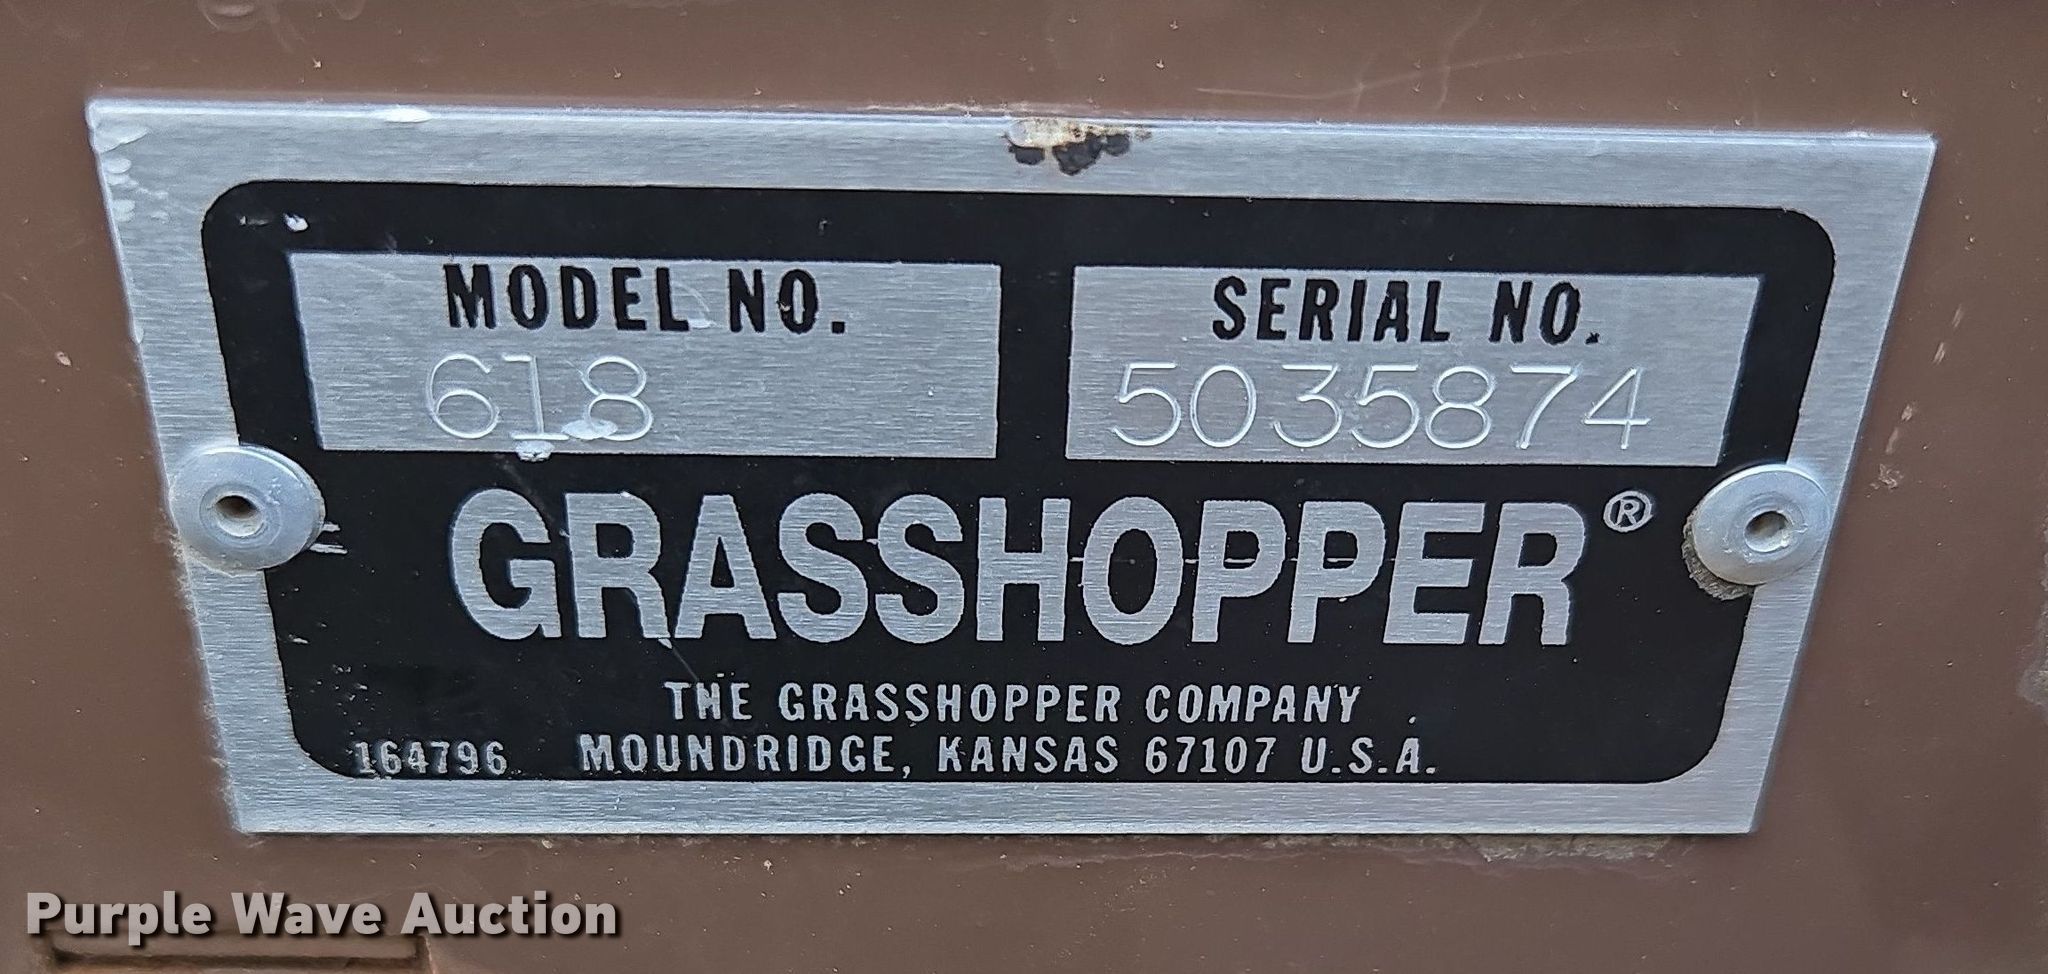 MODEL NO.
618
SERIAL NO.
5035874
GRASSHOPPER®
THE GRASSHOPPER COMPANY
164796 MOUNDRIDGE, KANSAS 67107 U.S.A.
Purple Wave Auction